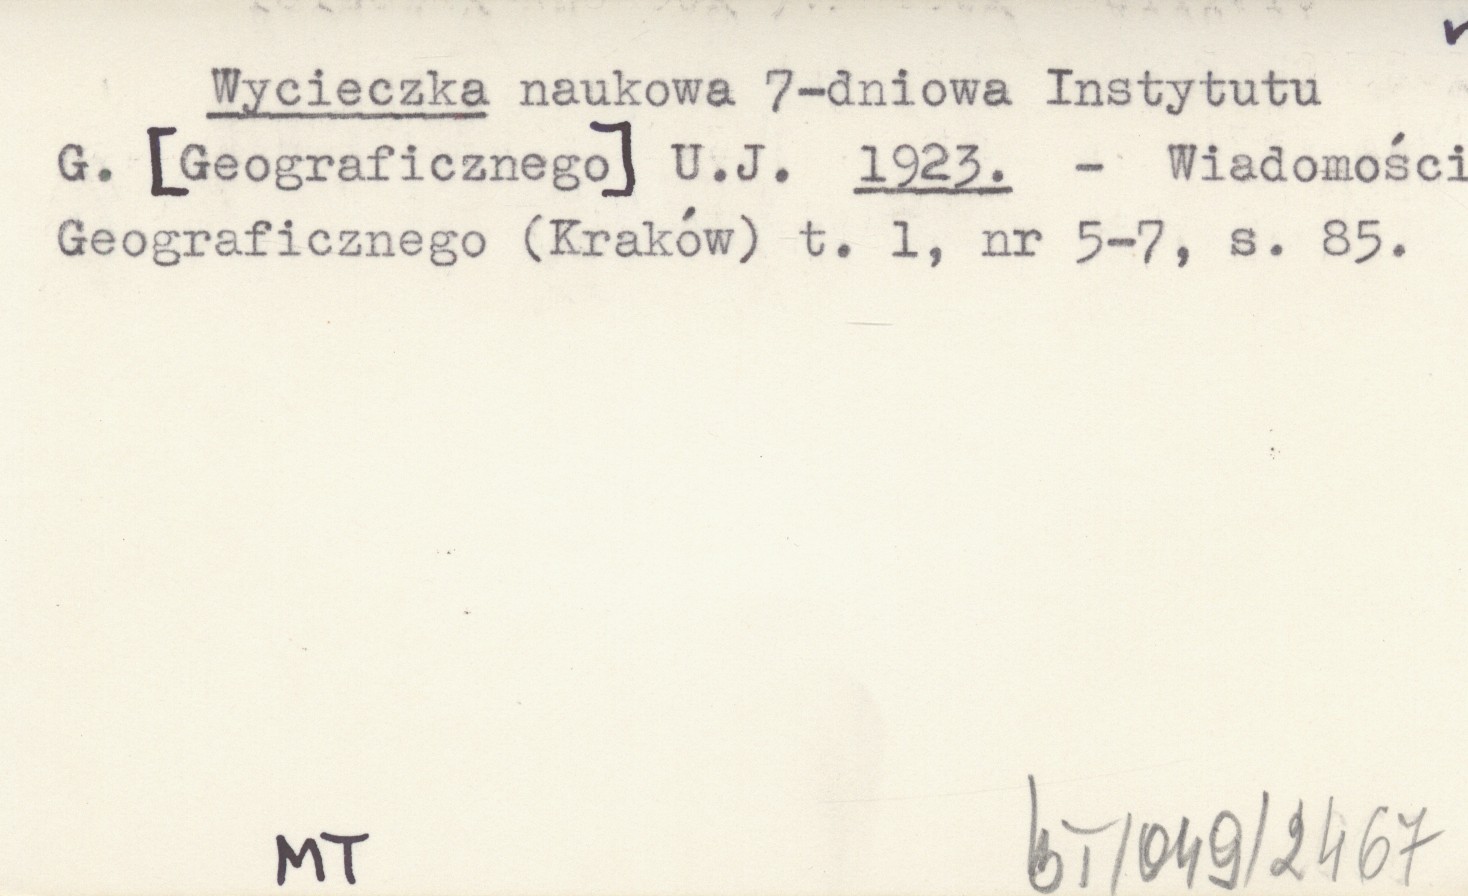 Wycieczka naukowa 7-dniowa Instytutu
G. [Geograficznego] U.J. 1923. - Wiadomości
Geograficznego (Kraków) t. 1, nr 5-7, s. 85.
MT
bT/049/2467